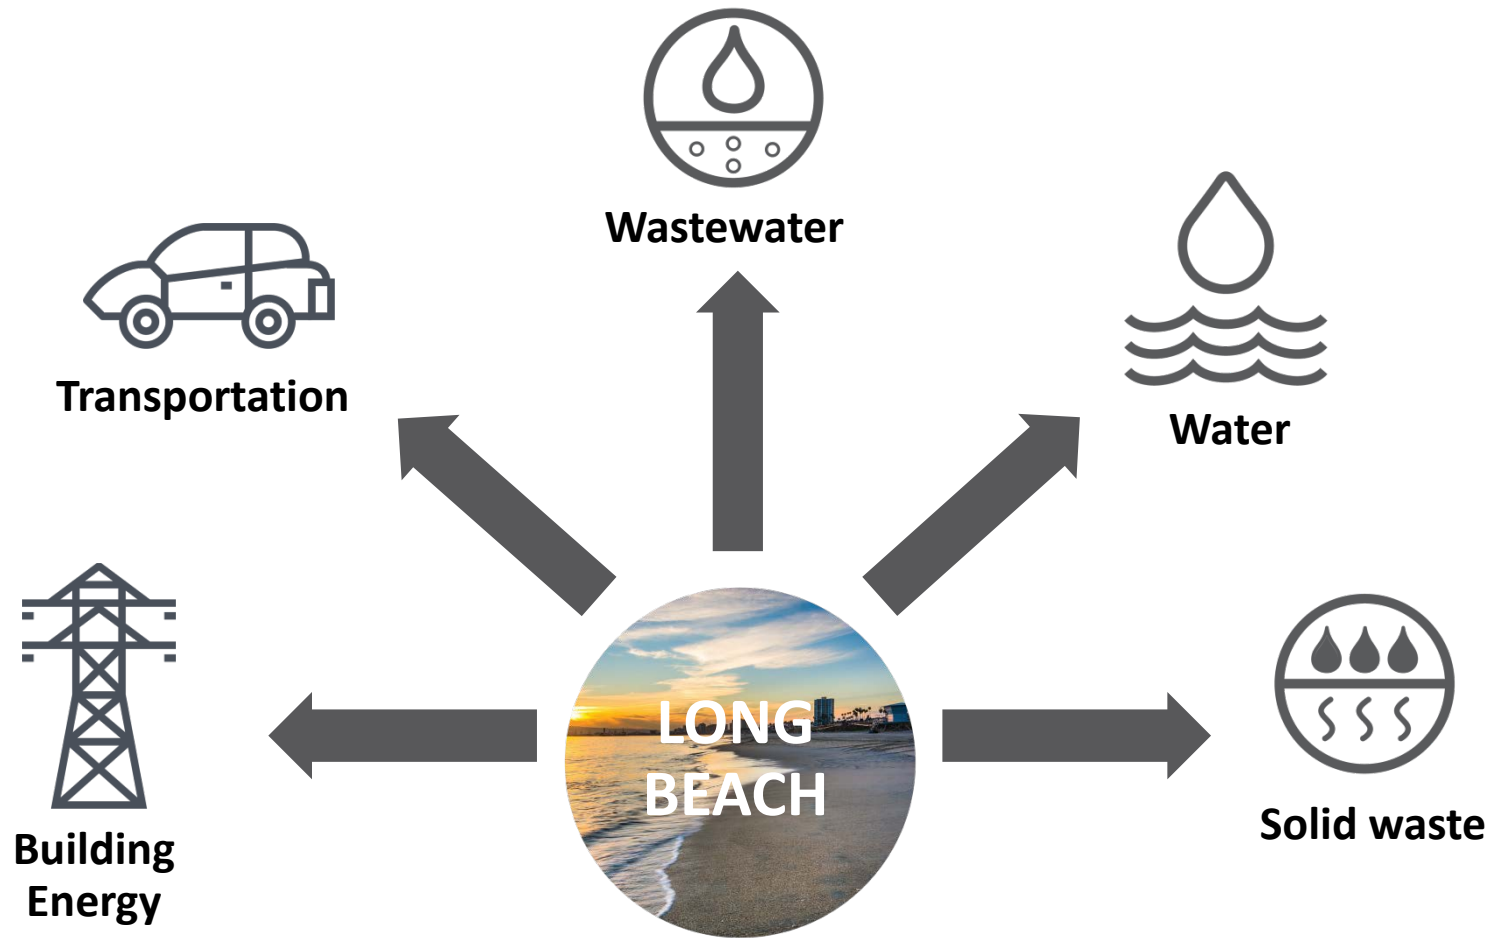 Wastewater
Transportation
Water
LONG
BEACH
Solid waste
Building
Energy